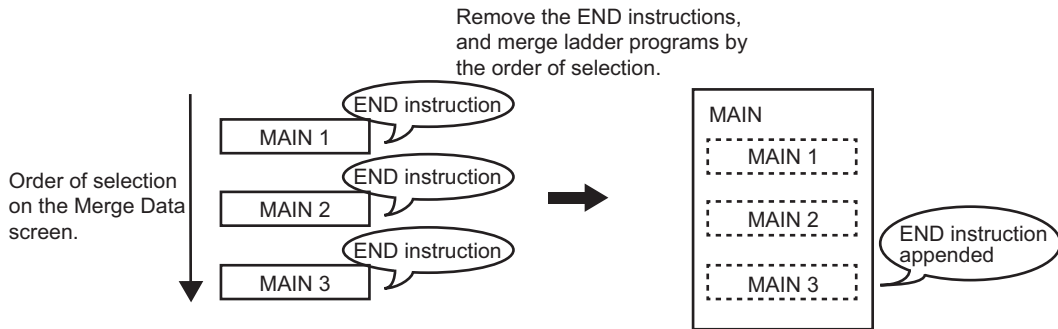 Remove the END instructions,
and merge ladder programs by
the order of selection.
END instruction
MAIN 1
END instruction
MAIN 2
END instruction
MAIN 3
Order of selection
on the Merge Data
screen.
MAIN
MAIN 1
MAIN 2
MAIN 3
END instruction
appended